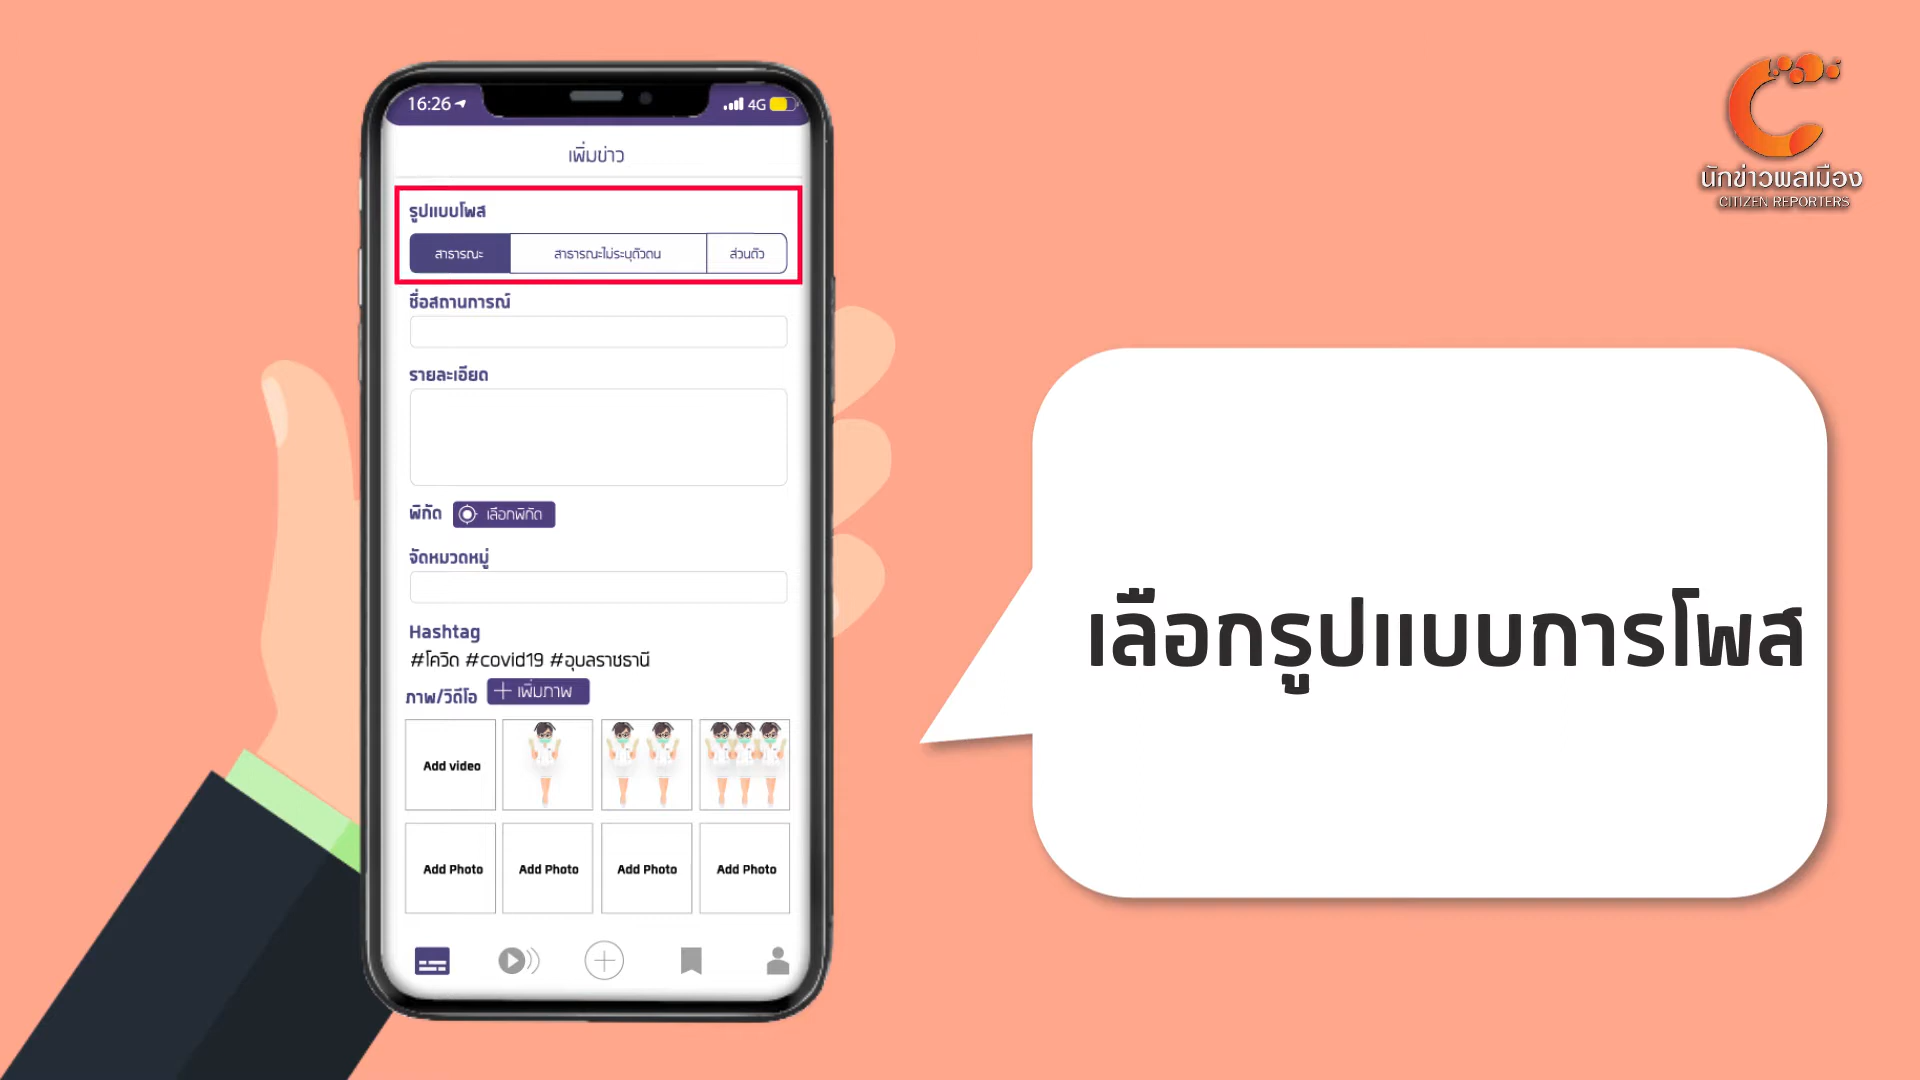 16:26
4G
เพิ่มข่าว
รูปแบบโพส
สาธารณะ
สาธารณะไม่ระบุตัวตน
ส่วนตัว
ชื่อสถานการณ์
รายละเอียด
พิกัด
เลือกพิกัด
จัดหมวดหมู่
Hashtag
#โควิด #covid19 #อุบลราชธานี
ภาพ/วิดีโอ
เพิ่มภาพ
Add video
Add Photo
Add Photo
Add Photo
Add Photo
นักข่าวพลเมือง
CITIZEN REPORTERS
เลือกรูปแบบการโพส